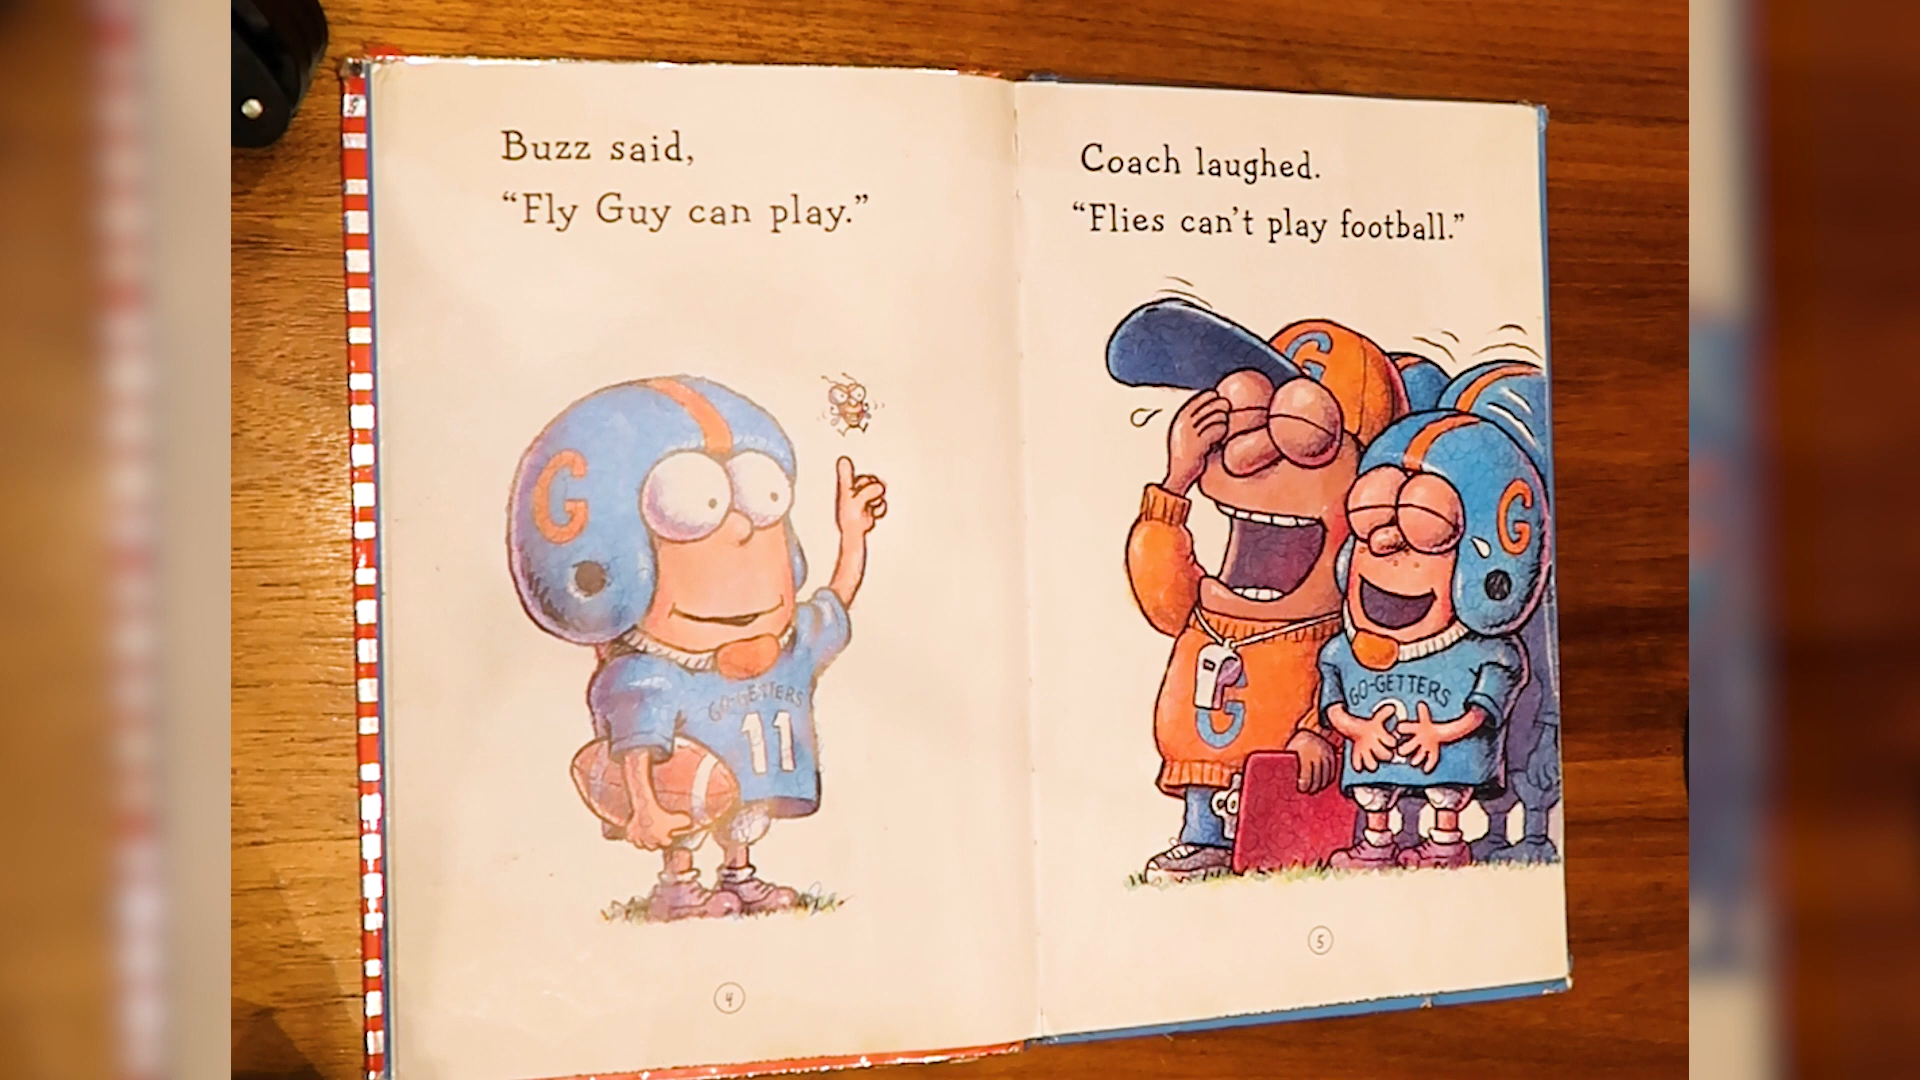 Buzz said,
“Fly Guy can play.”
G
GO-GETTERS
11
4
Coach laughed.
“Flies can’t play football.”
G
G
G
GO-GETTERS
5